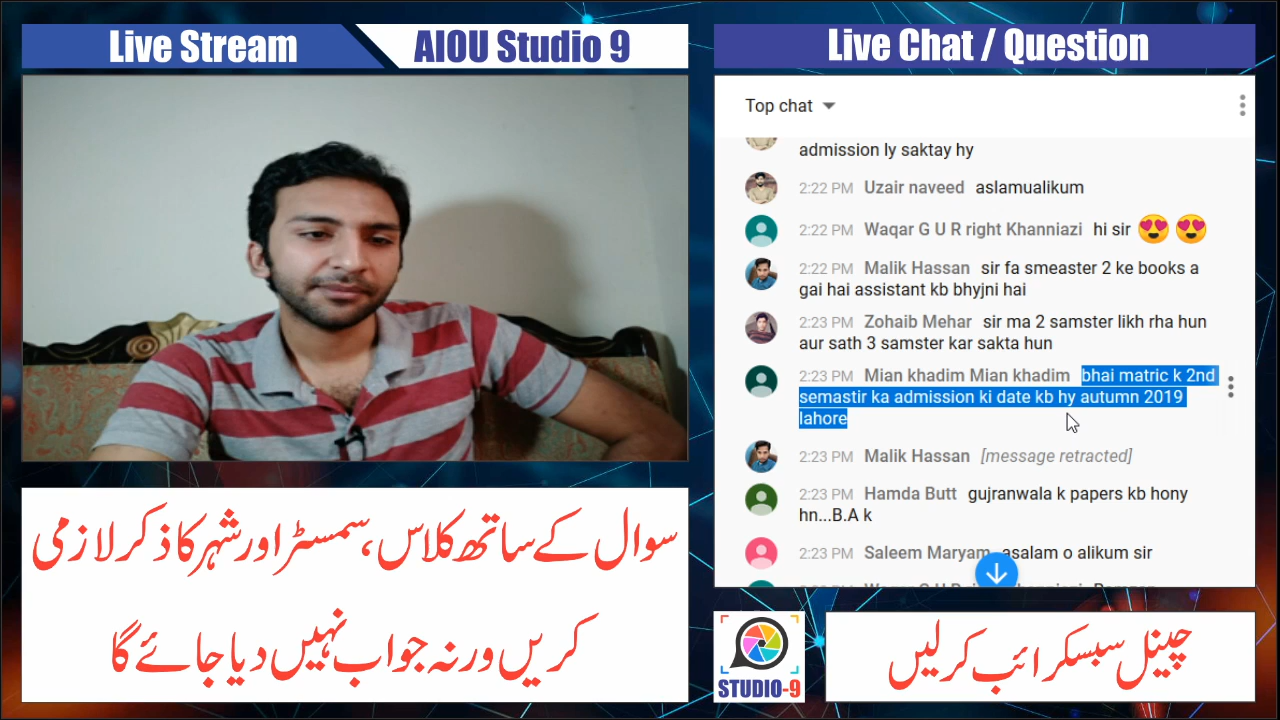 Live Stream
AIOU Studio 9
سوال کے ساتھ کلاس، سمسٹر اور شہر کا ذکر لازمی
کریں ورنہ جواب نہیں دیا جائے گا
Live Chat / Question
Top chat
admission ly saktay hy
2:22 PM Uzair naveed aslamualikum
2:22 PM Waqar G U R right Khanniazi hi sir 😍 😍
2:22 PM Malik Hassan sir fa smeaster 2 ke books a
gai hai assistant kb bhyjni hai
2:23 PM Zohaib Mehar sir ma 2 samster likh rha hun
aur sath 3 samster kar sakta hun
2:23 PM Mian khadim Mian khadim bhai matric k 2nd
semastir ka admission ki date kb hy autumn 2019
lahore
2:23 PM Malik Hassan [message retracted]
2:23 PM Hamda Butt gujranwala k papers kb hony
hn...B.A k
2:23 PM Saleem Maryam asalam o alikum sir
STUDIO-9
چینل سبسکرائب کرلیں